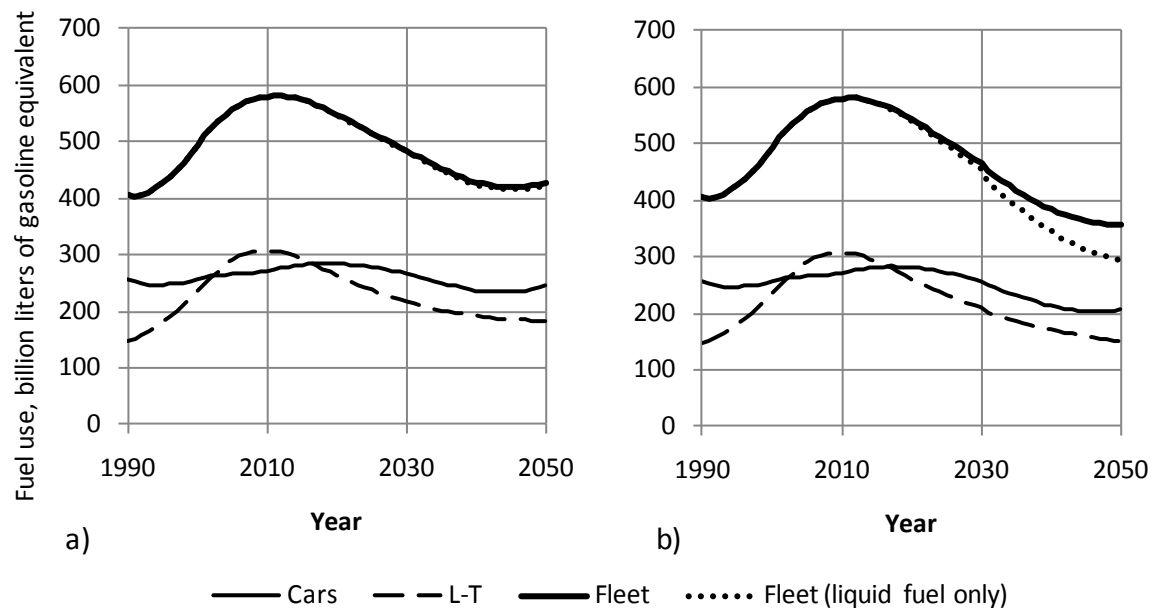 Fuel use, billion liters of gasoline equivalent
700
600
500
400
300
200
100
0
1990
2010
2030
2050
Year
a)
700
600
500
400
300
200
100
0
1990
2010
2030
2050
Year
b)
Cars
L-T
Fleet
Fleet (liquid fuel only)